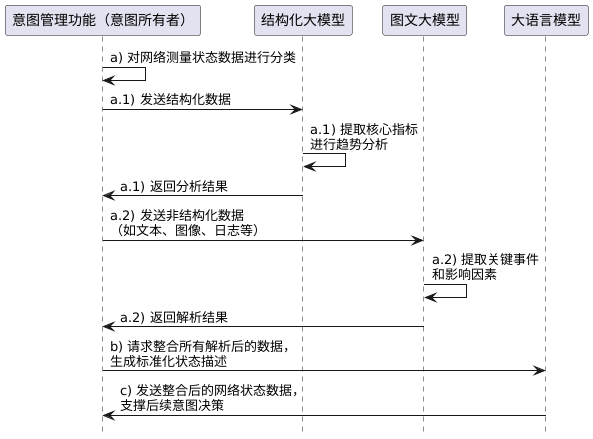 意图管理功能（意图所有者）
结构化大模型
图文大模型
大语言模型
a) 对网络测量状态数据进行分类
a.1) 发送结构化数据
a.1) 提取核心指标
进行趋势分析
a.1) 返回分析结果
a.2) 发送非结构化数据
（如文本、图像、日志等）
a.2) 提取关键事件
和影响因素
a.2) 返回解析结果
b) 请求整合所有解析后的数据，
生成标准化状态描述
c) 发送整合后的网络状态数据，
支撑后续意图决策